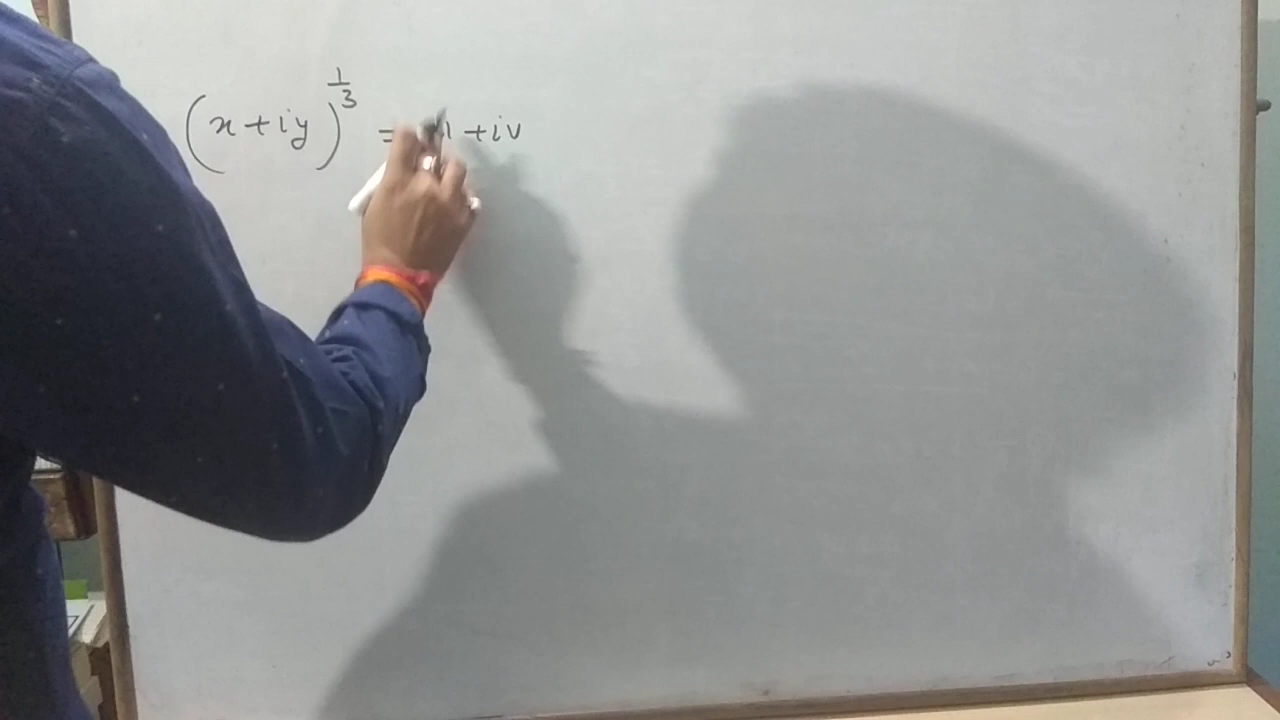 (x+iy)^{1/3} = u+iv